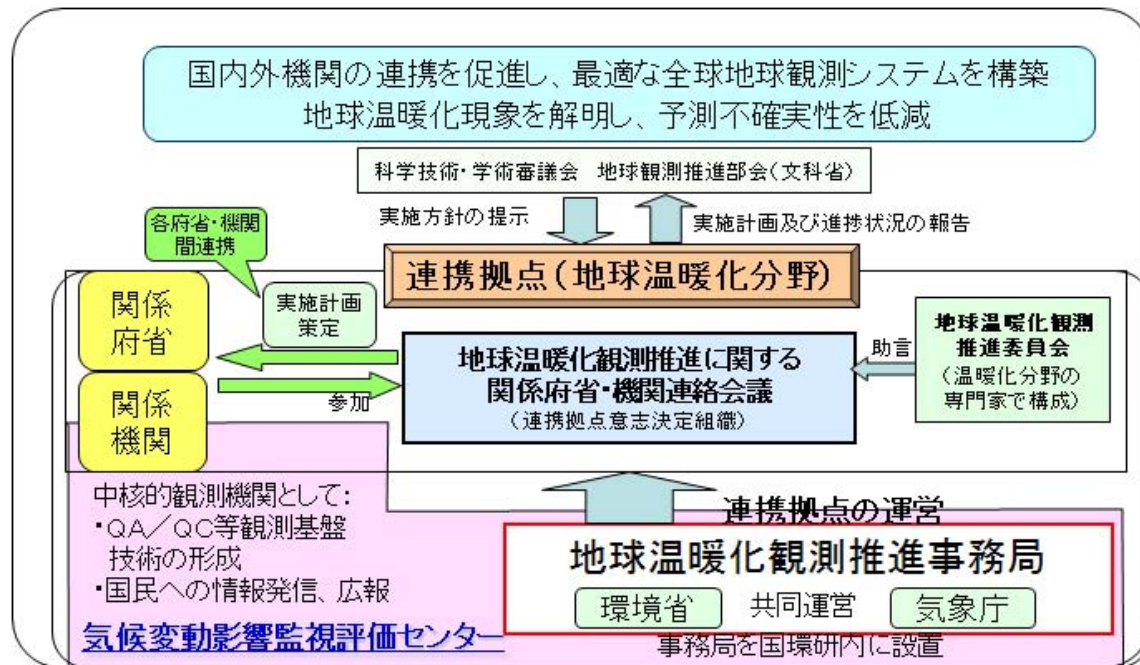 国内外機関の連携を促進し、最適な全球地球観測システムを構築
地球温暖化現象を解明し、予測不確実性を低減
科学技術・学術審議会 地球観測推進部会(文科省)
実施方針の提示
実施計画及び進捗状況の報告
各府省・機関
間連携
連携拠点(地球温暖化分野)
関係
府省
実施計画
策定
地球温暖化観測推進に関する
関係府省・機関連絡会議
(連携拠点意志決定組織)
助言
地球温暖化観測
推進委員会
(温暖化分野の
専門家で構成)
関係
機関
参加
中核的観測機関として:
・QA/QC等観測基盤
技術の形成
・国民への情報発信、広報
気候変動影響監視評価センター
連携拠点の運営
地球温暖化観測推進事務局
環境省 共同運営 気象庁
事務局を国環研内に設置